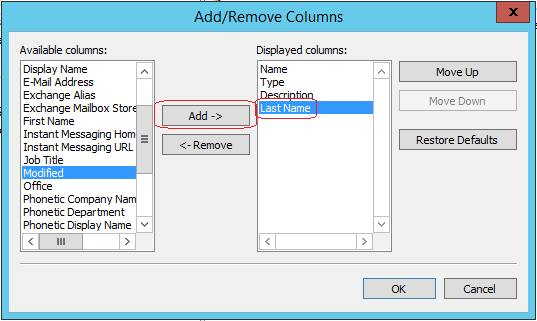 Add/Remove Columns
x
Available columns:
Display Name
E-Mail Address
Exchange Alias
Exchange Mailbox Store
First Name
Instant Messaging Hom
Instant Messaging URL
Job Title
Modified
Office
Phonetic Company Nam
Phonetic Department
Phonetic Display Name
Add ->
<- Remove
Displayed columns:
Name
Type
Description
Last Name
Move Up
Move Down
Restore Defaults
OK
Cancel